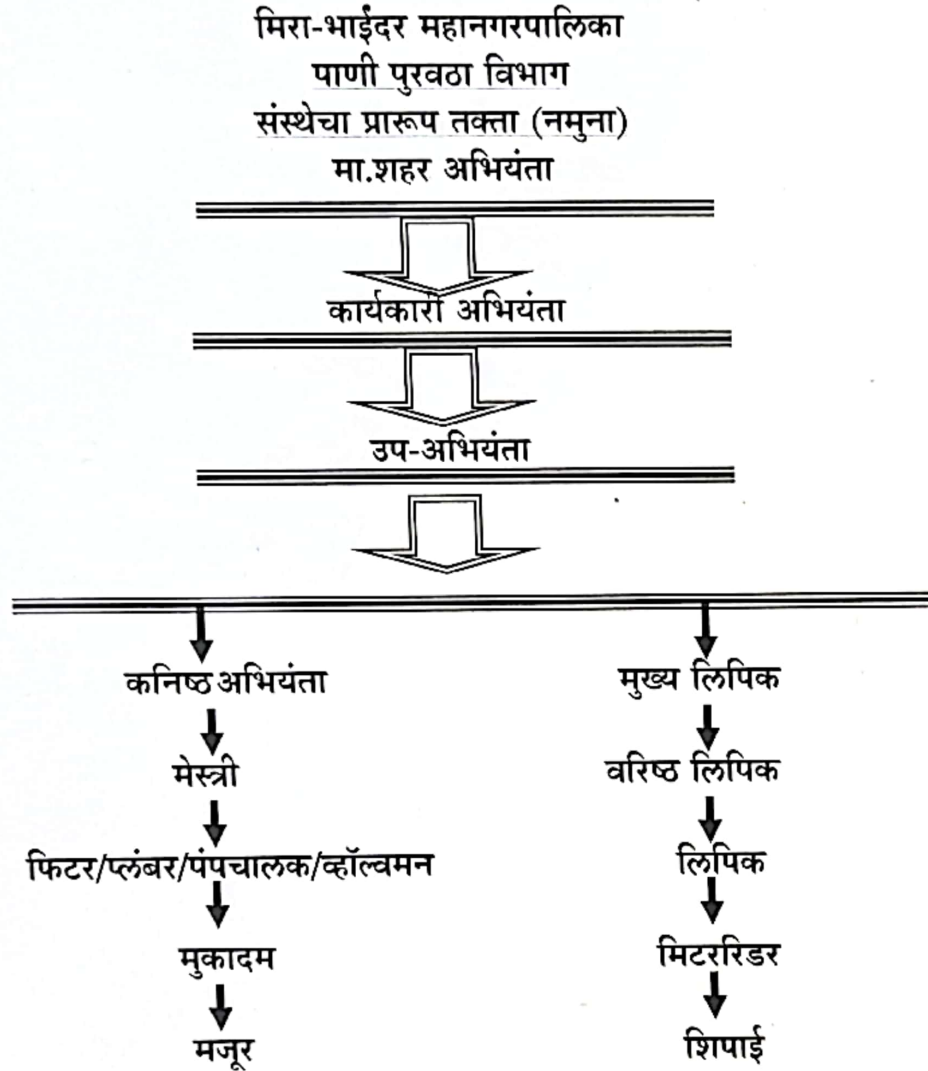 मिरा-भाईंदर महानगरपालिका
पाणी पुरवठा विभाग
संस्थेचा प्रारूप तक्ता (नमुना)
मा.शहर अभियंता
कार्यकारी अभियंता
उप-अभियंता
कनिष्ठ अभियंता
मुख्य लिपिक
मेस्त्री
वरिष्ठ लिपिक
फिटर/प्लंबर/पंपचालक/व्हॉल्वमन
लिपिक
मुकादम
मिटररिडर
मजूर
शिपाई